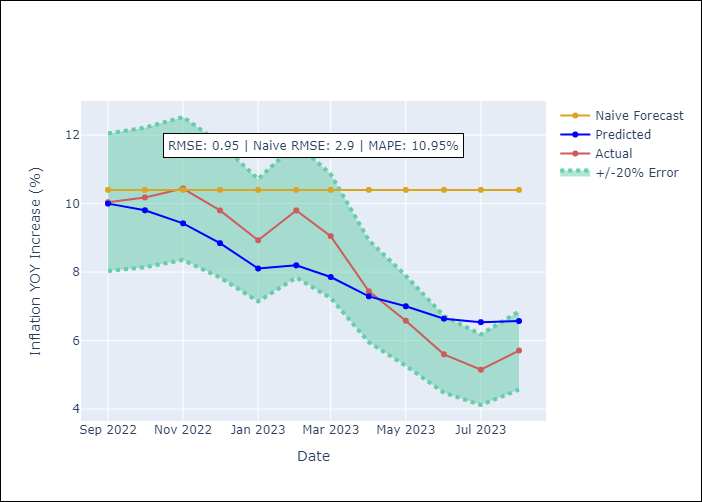 Naive Forecast
Predicted
Actual
+/-20% Error
RMSE: 0.95 | Naive RMSE: 2.9 | MAPE: 10.95%
12
10
8
6
4
Inflation YOY Increase (%)
Sep 2022
Nov 2022
Jan 2023
Mar 2023
May 2023
Jul 2023
Date